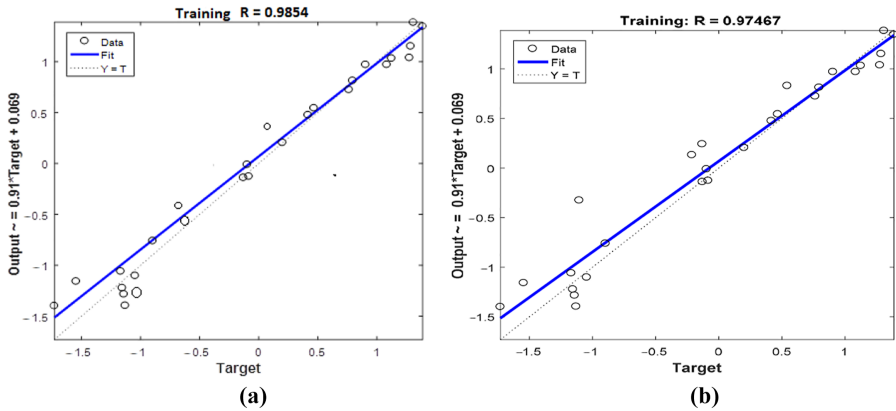 Training R = 0.9854
Data
Fit
Y = T
Output ~ = 0.91*Target + 0.069
1
0.5
0
−0.5
−1
−1.5
−1.5
−1
−0.5
0
0.5
1
Target
(a)
Training: R = 0.97467
Data
Fit
Y = T
Output ~ = 0.91*Target + 0.069
1
0.5
0
−0.5
−1
−1.5
−1.5
−1
−0.5
0
0.5
1
Target
(b)